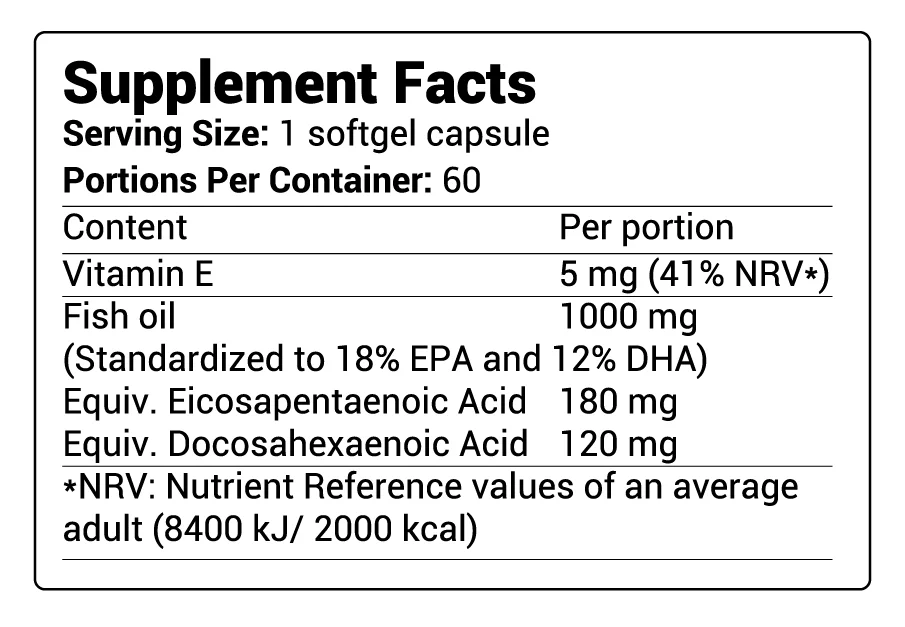 Supplement Facts
Serving Size: 1 softgel capsule
Portions Per Container: 60
Content Per portion
Vitamin E 5 mg (41% NRV*)
Fish oil 1000 mg
(Standardized to 18% EPA and 12% DHA)
Equiv. Eicosapentaenoic Acid 180 mg
Equiv. Docosahexaenoic Acid 120 mg
*NRV: Nutrient Reference values of an average
adult (8400 kJ/ 2000 kcal)